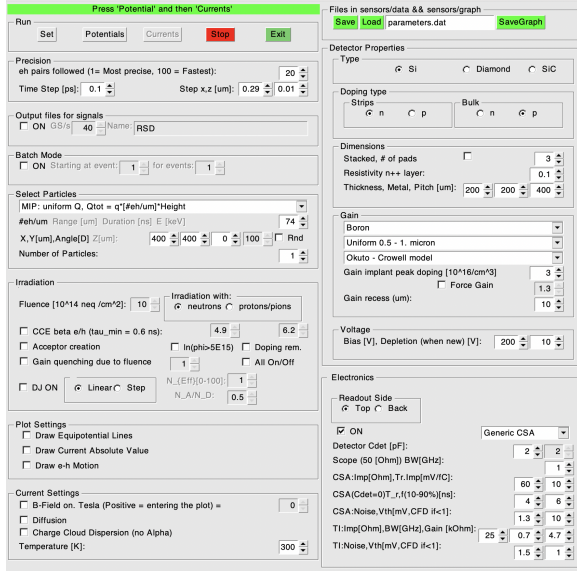 Press 'Potential' and then 'Currents'
Run
Set Potentials Currents Stop Exit
Precision
eh pairs followed (1= Most precise, 100 = Fastest): 20
Time Step [ps]: 0.1 Step x,z [um]: 0.29 0.01
Output files for signals
ON GS/s 40 Name: RSD
Batch Mode
ON Starting at event: 1 for events: 1
Select Particles
MIP: uniform Q, Qtot = q*[#eh/um]*Height
#eh/um Range [um] Duration [ns] E [keV] 74
X,Y[um],Angle[D] Z[um]: 400 400 0 100 Rnd
Number of Particles: 1
Irradiation
Fluence [10^14 neq /cm^2]: 10
Irradiation with:
neutrons protons/pions
CCE beta e/h (tau_min = 0.6 ns): 4.9 6.2
Acceptor creation In(phi>5E15) Doping rem.
Gain quenching due to fluence 1 All On/Off
DJ ON Linear Step
N_{Eff}[0-100]: 1
N_A/N_D: 0.5
Plot Settings
Draw Equipotential Lines
Draw Current Absolute Value
Draw e-h Motion
Current Settings
B-Field on. Tesla (Positive = entering the plot) = 0
Diffusion
Charge Cloud Dispersion (no Alpha)
Temperature [K]: 300
Files in sensors/data && sensors/graph
Save Load parameters.dat SaveGraph
Detector Properties
Type
Si Diamond SiC
Doping type
Strips
n p
Bulk
n p
Dimensions
Stacked, # of pads 3
Resistivity n++ layer: 0.1
Thickness, Metal, Pitch [um]: 200 200 400
Gain
Boron
Uniform 0.5 - 1. micron
Okuto - Crowell model
Gain implant peak doping [10^16/cm^3] 3
Force Gain 1.3
Gain recess (um): 10
Voltage
Bias [V], Depletion (when new) [V]: 200 10
Electronics
Readout Side
Top Back
ON Generic CSA
Detector Cdet [pF]: 2 2
Scope (50 [Ohm]) BW[GHz]: 1
CSA:Imp[Ohm],Tr.Imp[mV/fC]: 60 10
CSA(Cdet=0)T_r,f(10-90%)[ns]: 4 6
CSA:Noise,Vth[mV,CFD if<1]: 1.3 10
TI:Imp[Ohm],BW[GHz],Gain [kOhm]: 25 0.7 4.7
TI:Noise,Vth[mV,CFD if<1]: 1.5 1